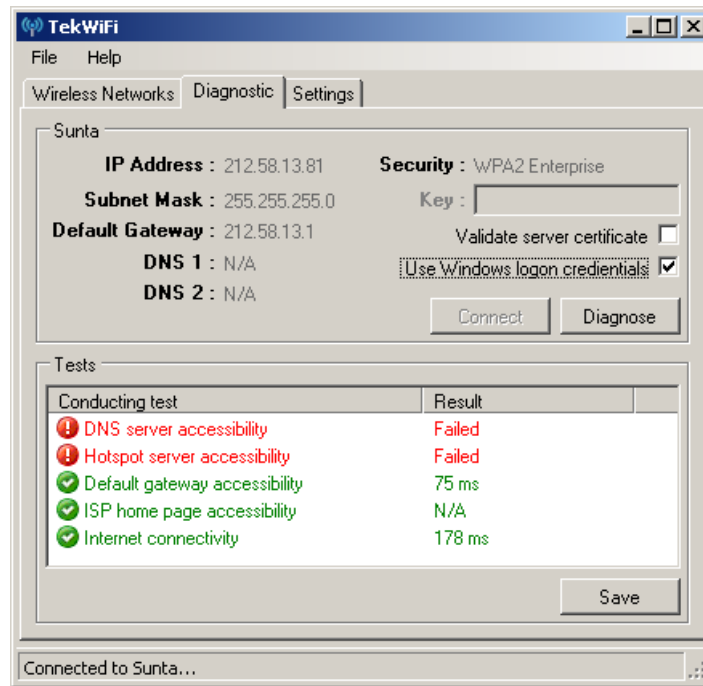 TekWiFi
File Help
Wireless Networks Diagnostic Settings
Sunta
IP Address : 212.58.13.81 Security : WPA2 Enterprise
Subnet Mask : 255.255.255.0 Key :
Default Gateway : 212.58.13.1 Validate server certificate
DNS 1 : N/A Use Windows logon credientials
DNS 2 : N/A
Connect Diagnose
Tests
Conducting test Result
DNS server accessibility Failed
Hotspot server accessibility Failed
Default gateway accessibility 75 ms
ISP home page accessibility N/A
Internet connectivity 178 ms
Save
Connected to Sunta...